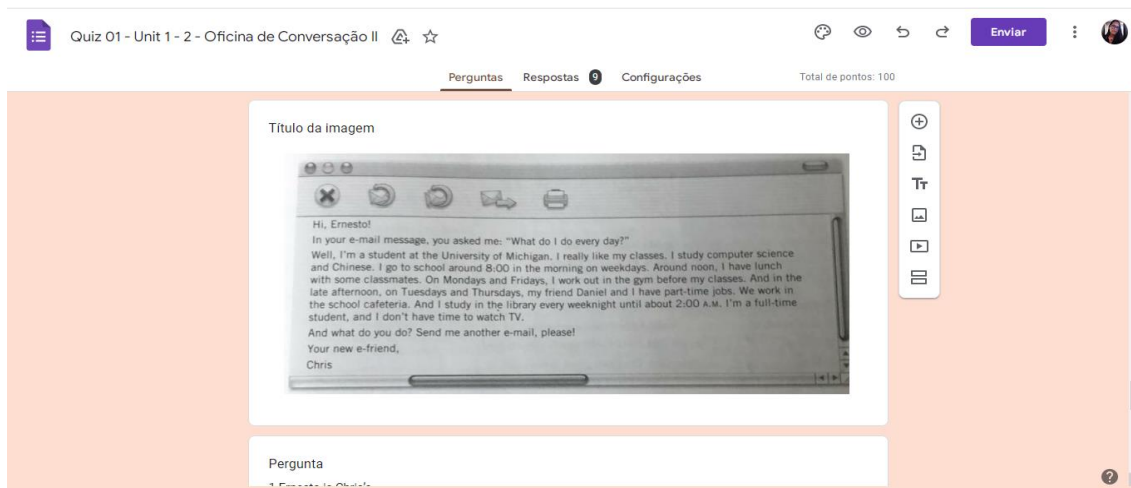 Quiz 01 - Unit 1 - 2 - Oficina de Conversação II
Enviar
Perguntas
Respostas 9
Configurações
Total de pontos: 100
Título da imagem
Hi, Ernesto!
In your e-mail message, you asked me: "What do I do every day?"
Well, I'm a student at the University of Michigan. I really like my classes. I study computer science
and Chinese. I go to school around 8:00 in the morning on weekdays. Around noon, I have lunch
with some classmates. On Mondays and Fridays, I work out in the gym before my classes. And in the
late afternoon, on Tuesdays and Thursdays, my friend Daniel and I have part-time jobs. We work in
the school cafeteria. And I study in the library every weeknight until about 2:00 A.M. I'm a full-time
student, and I don't have time to watch TV.
And what do you do? Send me another e-mail, please!
Your new e-friend,
Chris
Pergunta
1 Ernesto is Chris's